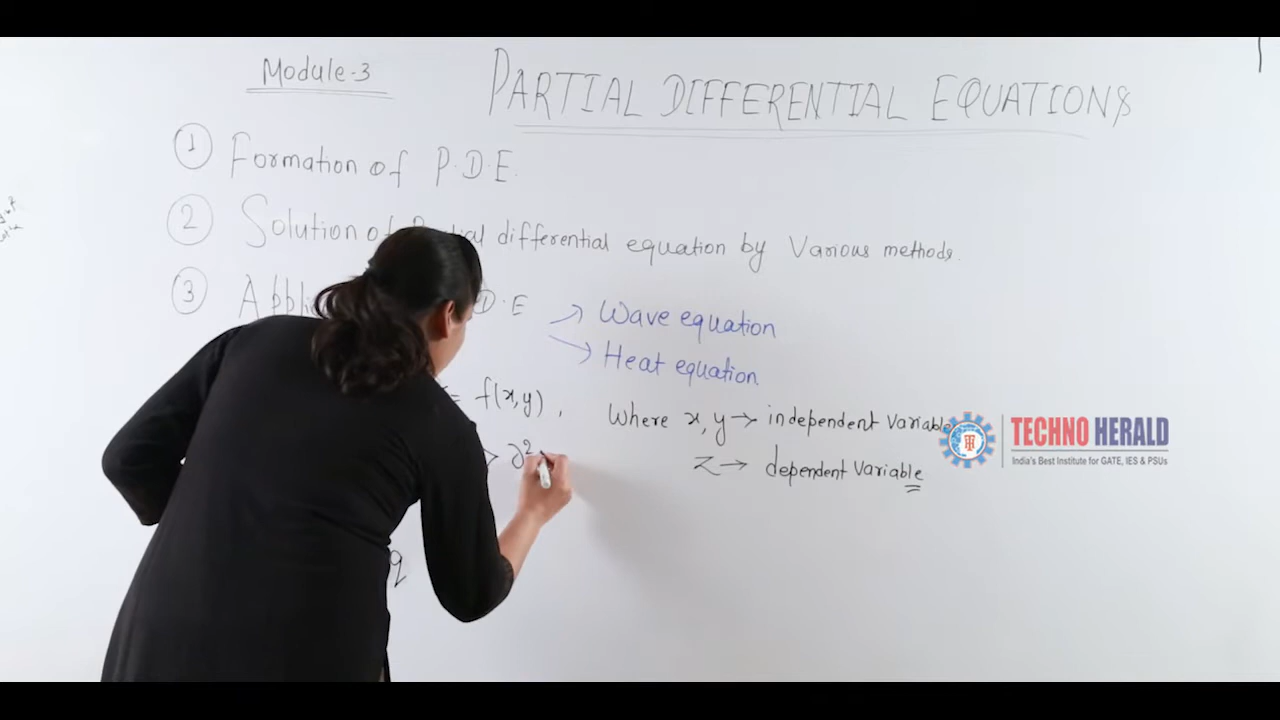 Module-3
PARTIAL DIFFERENTIAL EQUATIONS
1 Formation of P.D.E.
2 Solution of differential equation by Various methods.
3 D.E
Wave equation
Heat equation
= f(x,y), Where x, y → independent Variable
z → dependent Variable
∂²
q
TECHNO HERALD
India's Best Institute for GATE, IES & PSUs